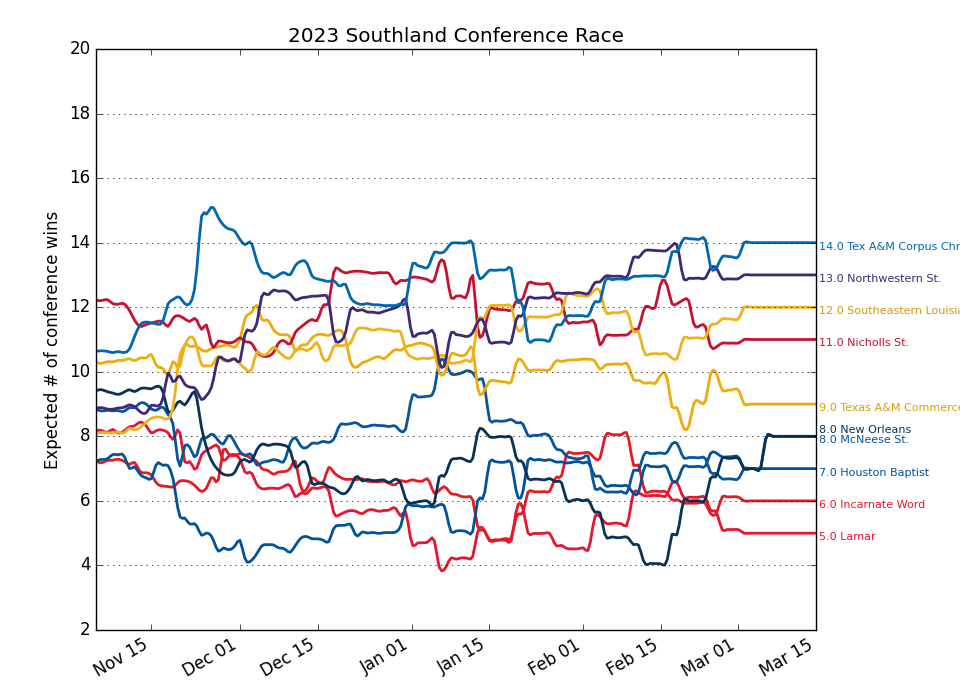 2023 Southland Conference Race
Expected # of conference wins
20
18
16
14
12
10
8
6
4
2
14.0 Tex A&M Corpus Chr
13.0 Northwestern St.
12.0 Southeastern Louisia
11.0 Nicholls St.
9.0 Texas A&M Commerce
8.0 New Orleans
8.0 McNeese St.
7.0 Houston Baptist
6.0 Incarnate Word
5.0 Lamar
Nov 15
Dec 01
Dec 15
Jan 01
Jan 15
Feb 01
Feb 15
Mar 01
Mar 15